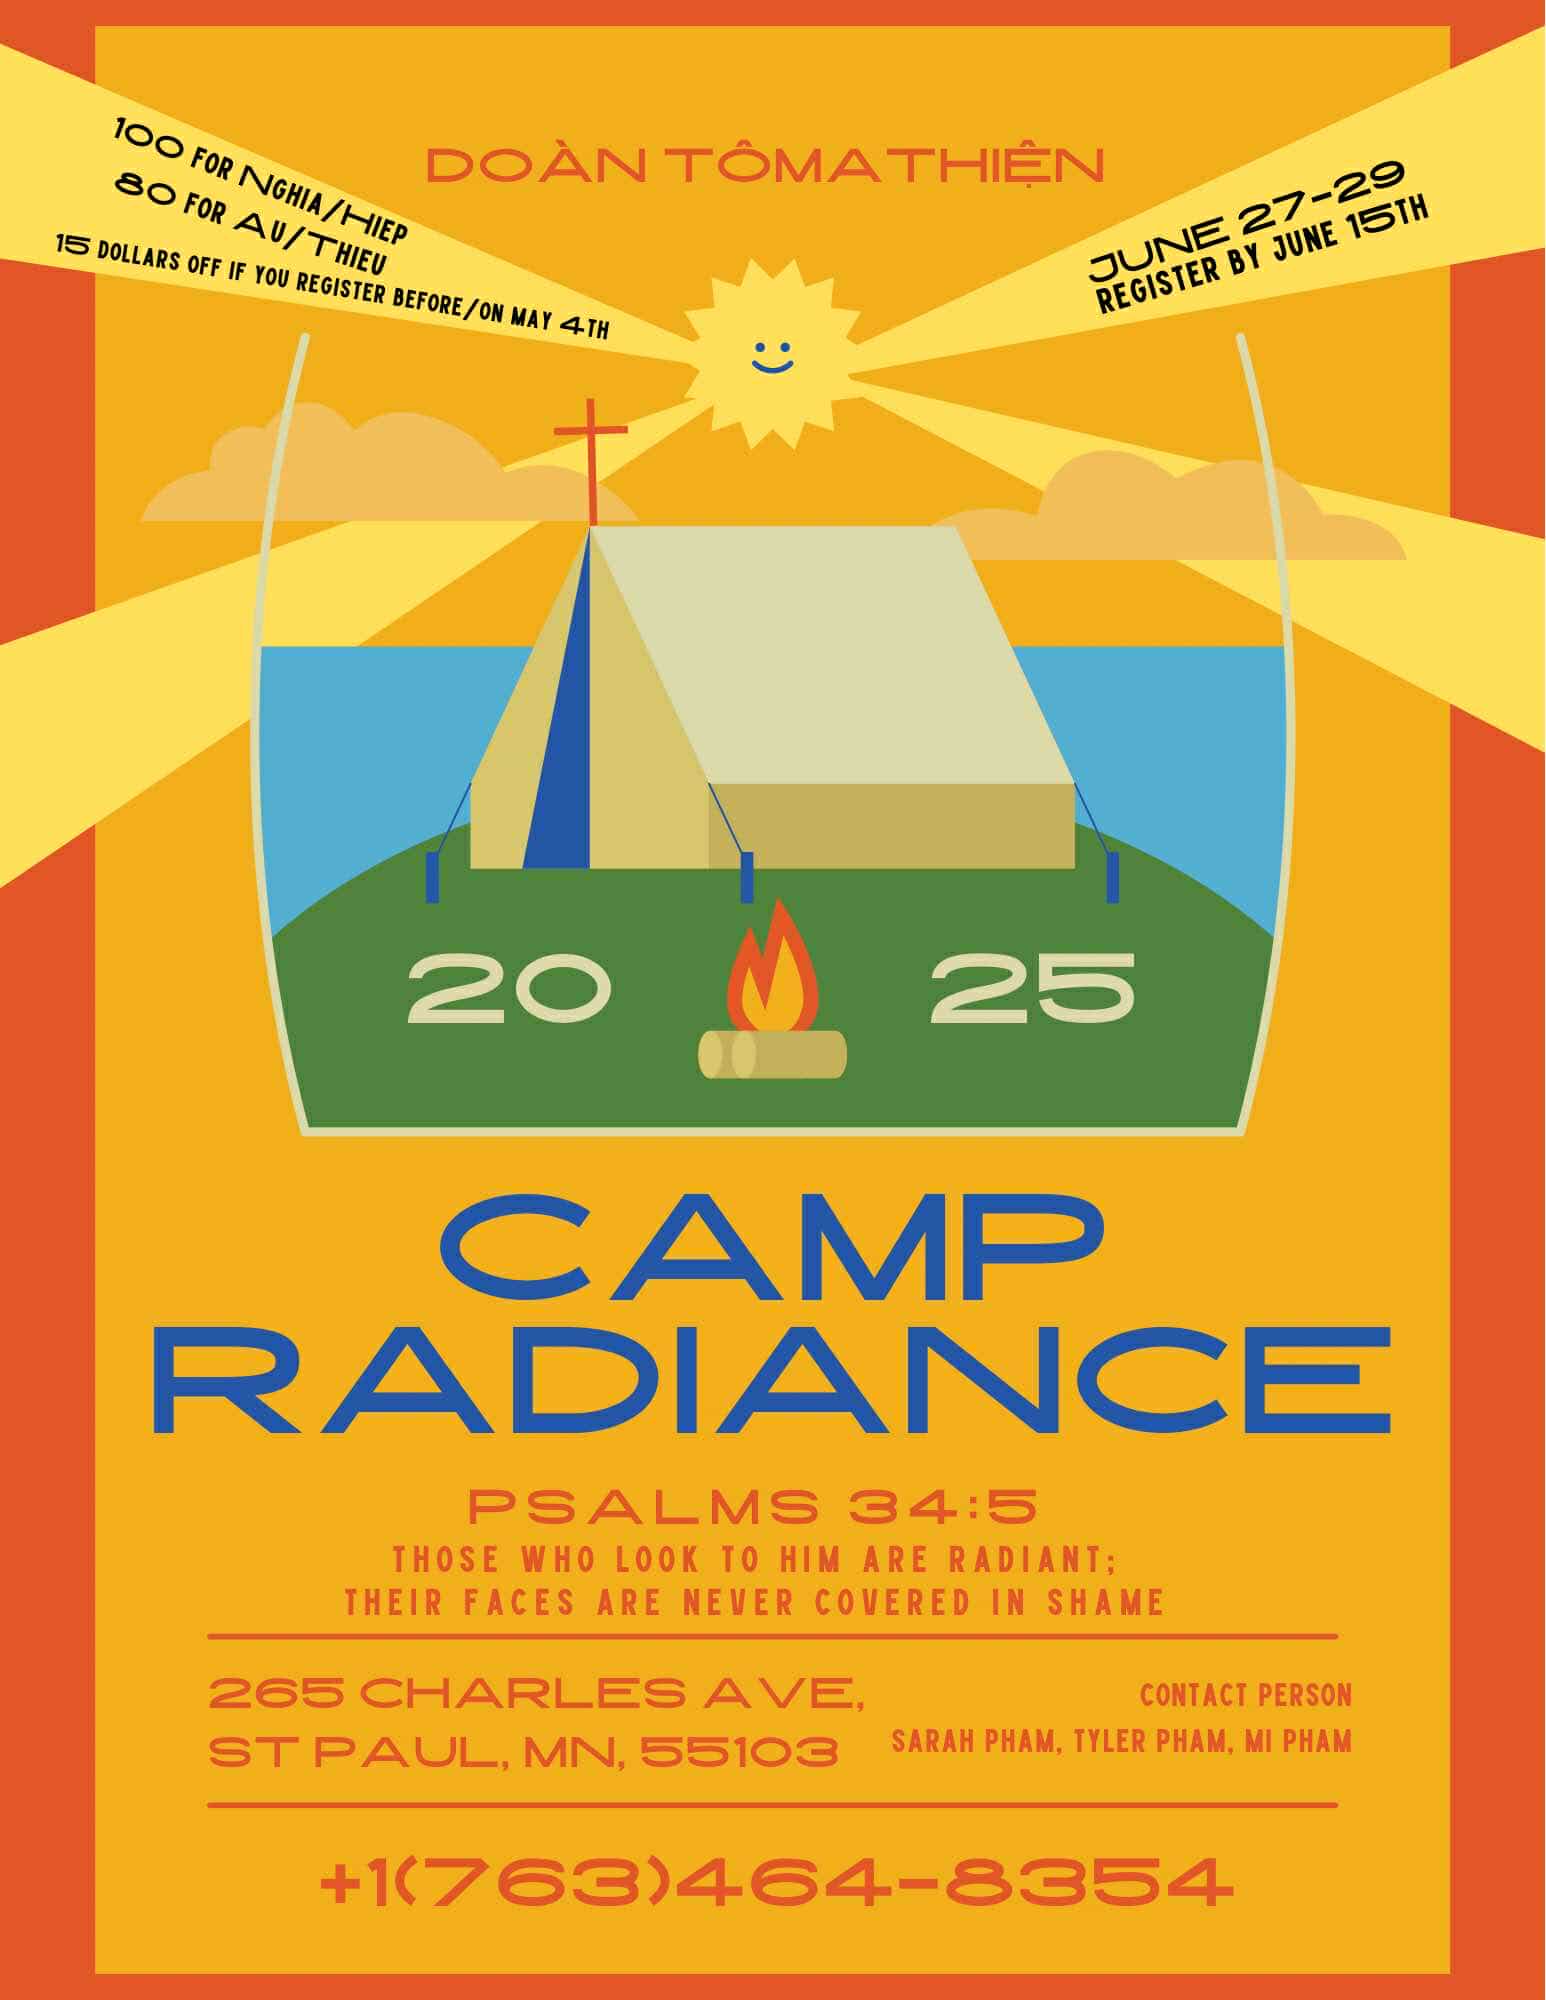 DOÀN TÔMA THIỆN
100 FOR NGHIA/HIEP
80 FOR AU/THIEU
15 DOLLARS OFF IF YOU REGISTER BEFORE/ON MAY 4TH
JUNE 27-29
REGISTER BY JUNE 15TH
20 25
CAMP
RADIANCE
PSALMS 34:5
THOSE WHO LOOK TO HIM ARE RADIANT;
THEIR FACES ARE NEVER COVERED IN SHAME
265 CHARLES AVE,
ST PAUL, MN, 55103
CONTACT PERSON
SARAH PHAM, TYLER PHAM, MI PHAM
+1(763)464-8354